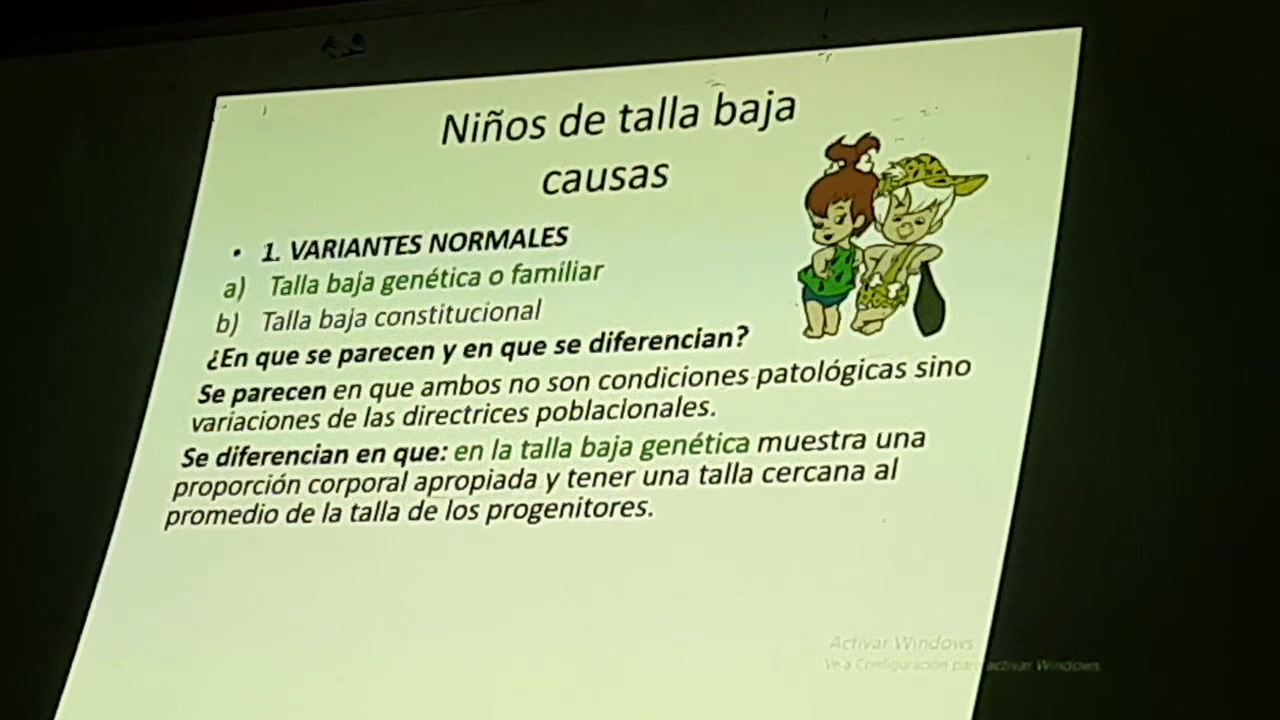 Niños de talla baja
causas
• 1. VARIANTES NORMALES
a) Talla baja genética o familiar
b) Talla baja constitucional
¿En que se parecen y en que se diferencian?
Se parecen en que ambos no son condiciones patológicas sino
variaciones de las directrices poblacionales.
Se diferencian en que: en la talla baja genética muestra una
proporción corporal apropiada y tener una talla cercana al
promedio de la talla de los progenitores.
Activar Windows
Ve a Configuración para activar Windows.